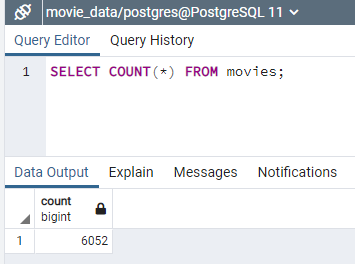 movie_data/postgres@PostgreSQL 11
Query Editor Query History
1 SELECT COUNT(*) FROM movies;
Data Output Explain Messages Notifications
count
bigint
1 6052